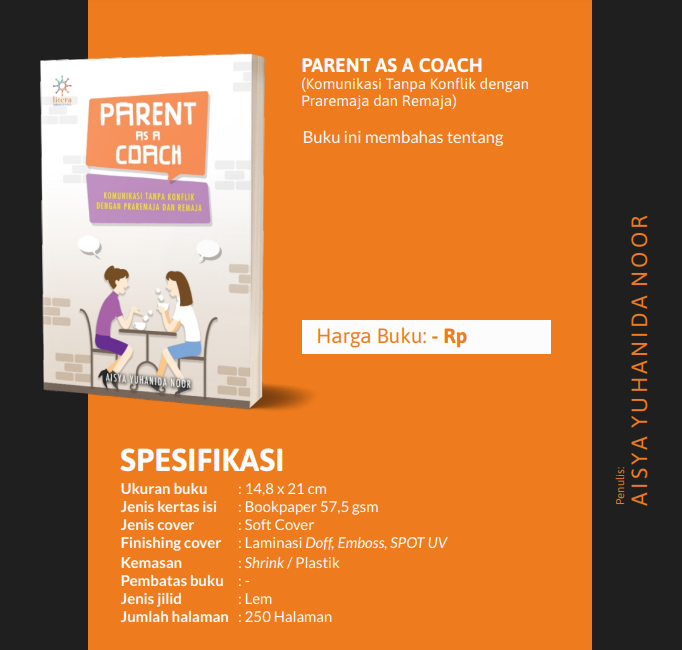 litera
PARENT
AS A
COACH
KOMUNIKASI TANPA KONFLIK
DENGAN PRAREMAJA DAN REMAJA
AISYA YUHANIDA NOOR
PARENT AS A COACH
(Komunikasi Tanpa Konflik dengan
Praremaja dan Remaja)
Buku ini membahas tentang
Harga Buku: - Rp
SPESIFIKASI
Ukuran buku : 14,8 x 21 cm
Jenis kertas isi : Bookpaper 57,5 gsm
Jenis cover : Soft Cover
Finishing cover : Laminasi Doff, Emboss, SPOT UV
Kemasan : Shrink / Plastik
Pembatas buku : -
Jenis jilid : Lem
Jumlah halaman : 250 Halaman
Penulis:
AISYA YUHANIDA NOOR